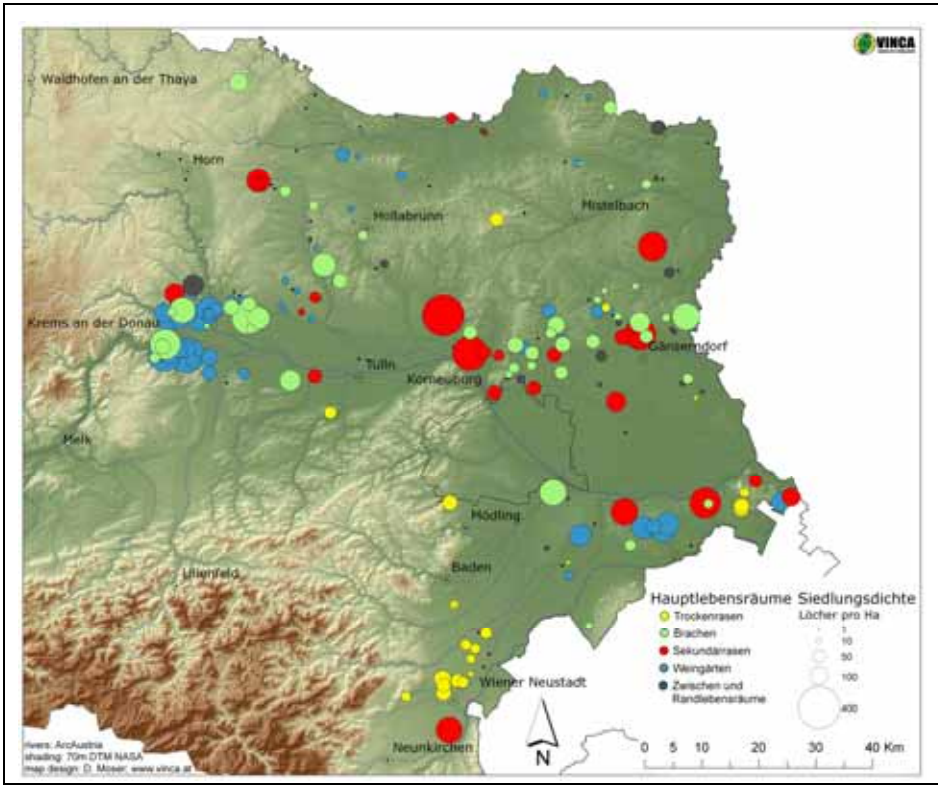 VINCA
Waidhofen an der Thaya
Horn
Hollabrunn
Mistelbach
Krems an der Donau
Gänserndorf
Tulln
Korneuburg
Melk
Mödling
Baden
Lilienfeld
Wiener Neustadt
Neunkirchen
Hauptlebensräume
Trockenrasen
Brachen
Sekundärrasen
Weingärten
Zwischen und
Randlebensräume
Siedlungsdichte
Löcher pro Ha
1
10
50
100
400
N
0 5 10 20 30 40 Km
rivers: ArcAustria
shading: 70m DTM NASA
map design: D. Moser, www.vinca.at